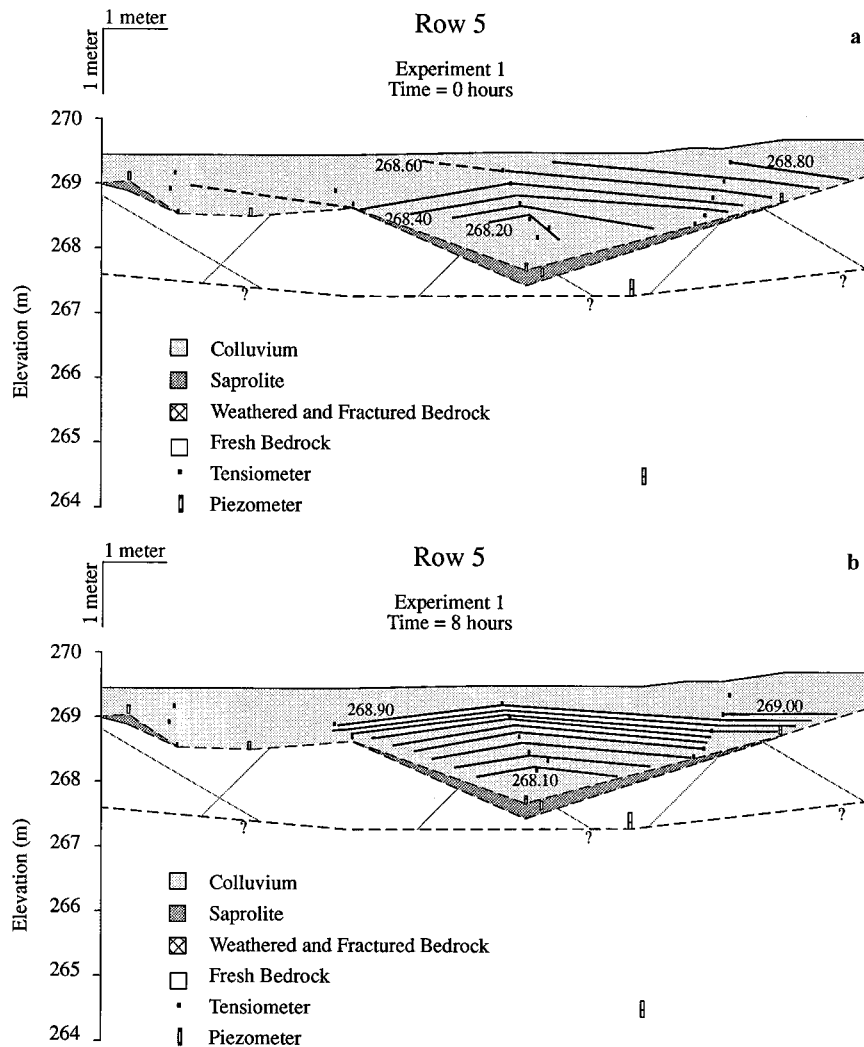 1 meter
1 meter
Row 5
a
Experiment 1
Time = 0 hours
270
269
268
267
266
265
264
Elevation (m)
268.60
268.80
268.40
268.20
?
?
?
Colluvium
Saprolite
Weathered and Fractured Bedrock
Fresh Bedrock
Tensiometer
Piezometer
1 meter
1 meter
Row 5
b
Experiment 1
Time = 8 hours
270
269
268
267
266
265
264
Elevation (m)
268.90
269.00
268.10
?
?
?
Colluvium
Saprolite
Weathered and Fractured Bedrock
Fresh Bedrock
Tensiometer
Piezometer